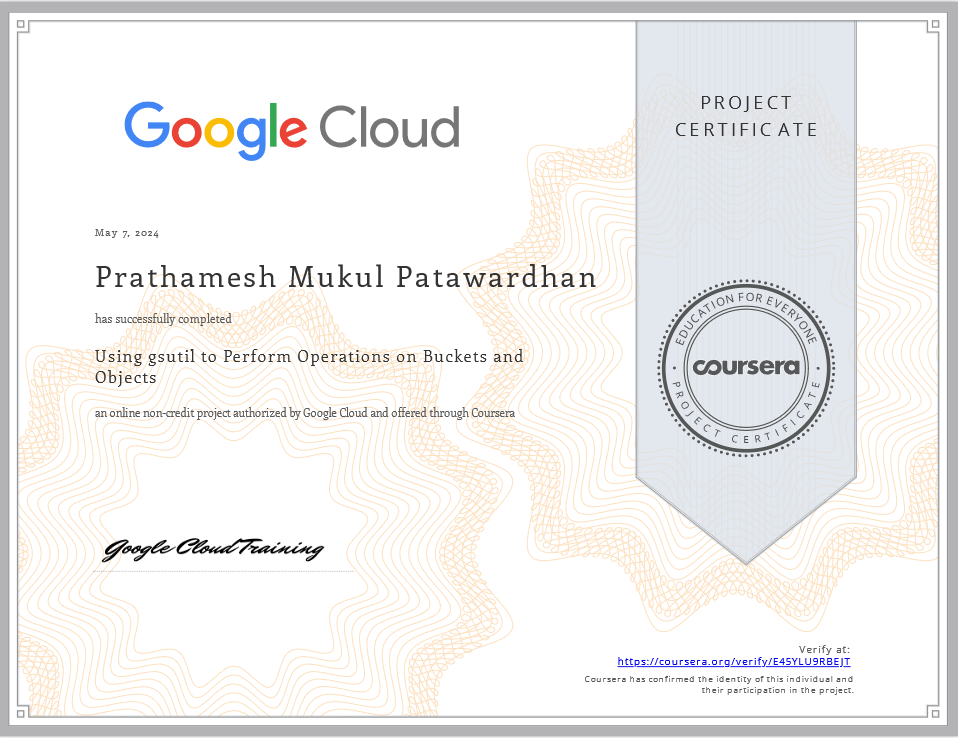 Google Cloud
PROJECT
CERTIFICATE
May 7, 2024
Prathamesh Mukul Patawardhan
has successfully completed
Using gsutil to Perform Operations on Buckets and
Objects
an online non-credit project authorized by Google Cloud and offered through Coursera
EDUCATION FOR EVERYONE
coursera
PROJECT CERTIFICATE
Google Cloud Training
Verify at:
https://coursera.org/verify/E45YLU9RBEJT
Coursera has confirmed the identity of this individual and
their participation in the project.